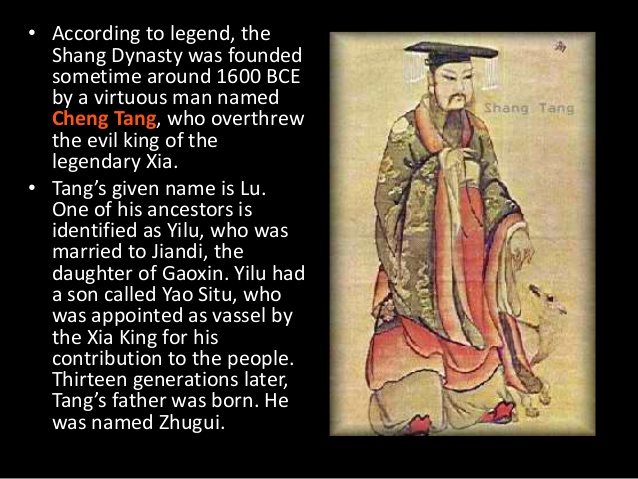 • According to legend, the
Shang Dynasty was founded
sometime around 1600 BCE
by a virtuous man named
Cheng Tang, who overthrew
the evil king of the
legendary Xia.
• Tang's given name is Lu.
One of his ancestors is
identified as Yilu, who was
married to Jiandi, the
daughter of Gaoxin. Yilu had
a son called Yao Situ, who
was appointed as vassel by
the Xia King for his
contribution to the people.
Thirteen generations later,
Tang's father was born. He
was named Zhugui.
Shang Tang